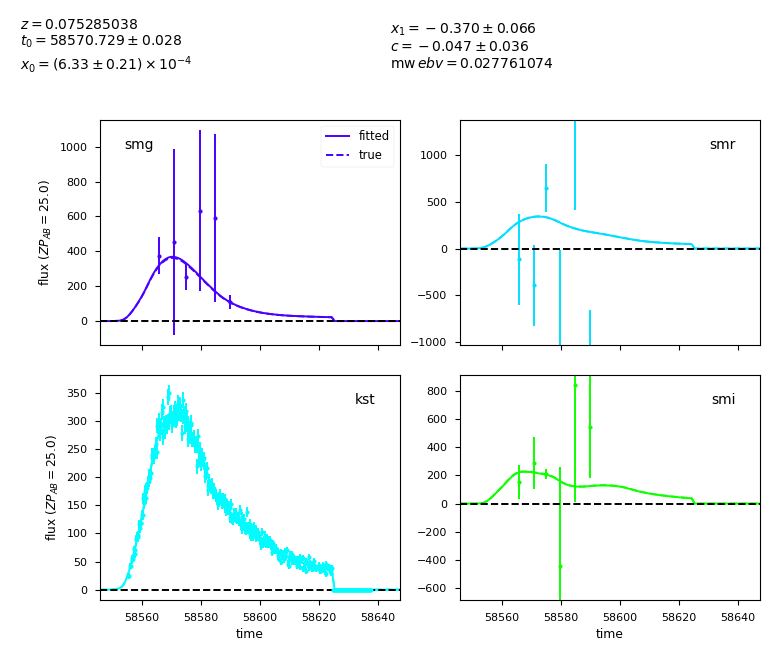 z = 0.075285038
t₀ = 58570.729 ± 0.028
x₀ = (6.33 ± 0.21) × 10⁻⁴
x₁ = −0.370 ± 0.066
c = −0.047 ± 0.036
mw ebv = 0.027761074
smg
fitted
true
flux (ZP_AB = 25.0)
1000
800
600
400
200
0
smr
1000
500
0
−500
−1000
kst
flux (ZP_AB = 25.0)
350
300
250
200
150
100
50
0
58560 58580 58600 58620 58640
time
smi
800
600
400
200
0
−200
−400
−600
58560 58580 58600 58620 58640
time